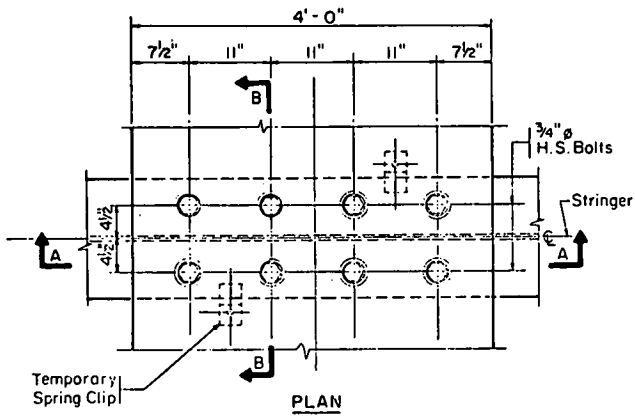 4'-0"
7½" 11" 11" 11" 7½"
B
¾" ø
H.S. Bolts
Stringer
4½" 4½"
A
℄
A
B
Temporary
Spring Clip
PLAN